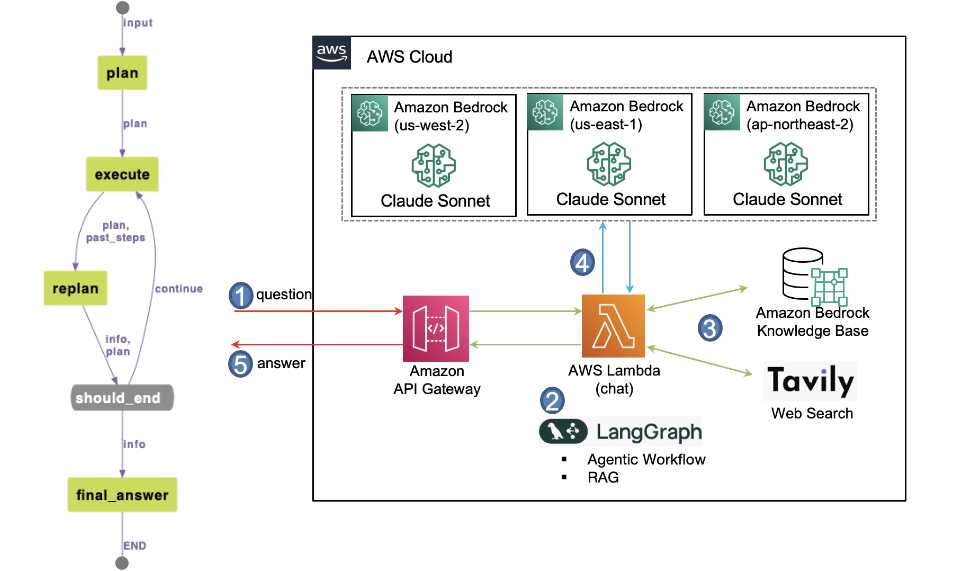 input
plan
plan
execute
plan,
past_steps
replan
continue
info,
plan
should_end
info
final_answer
END
aws
AWS Cloud
Amazon Bedrock
(us-west-2)
Claude Sonnet
Amazon Bedrock
(us-east-1)
Claude Sonnet
Amazon Bedrock
(ap-northeast-2)
Claude Sonnet
4
1 question
5 answer
Amazon
API Gateway
AWS Lambda
(chat)
3
Amazon Bedrock
Knowledge Base
Tavily
Web Search
2
LangGraph
▪ Agentic Workflow
▪ RAG